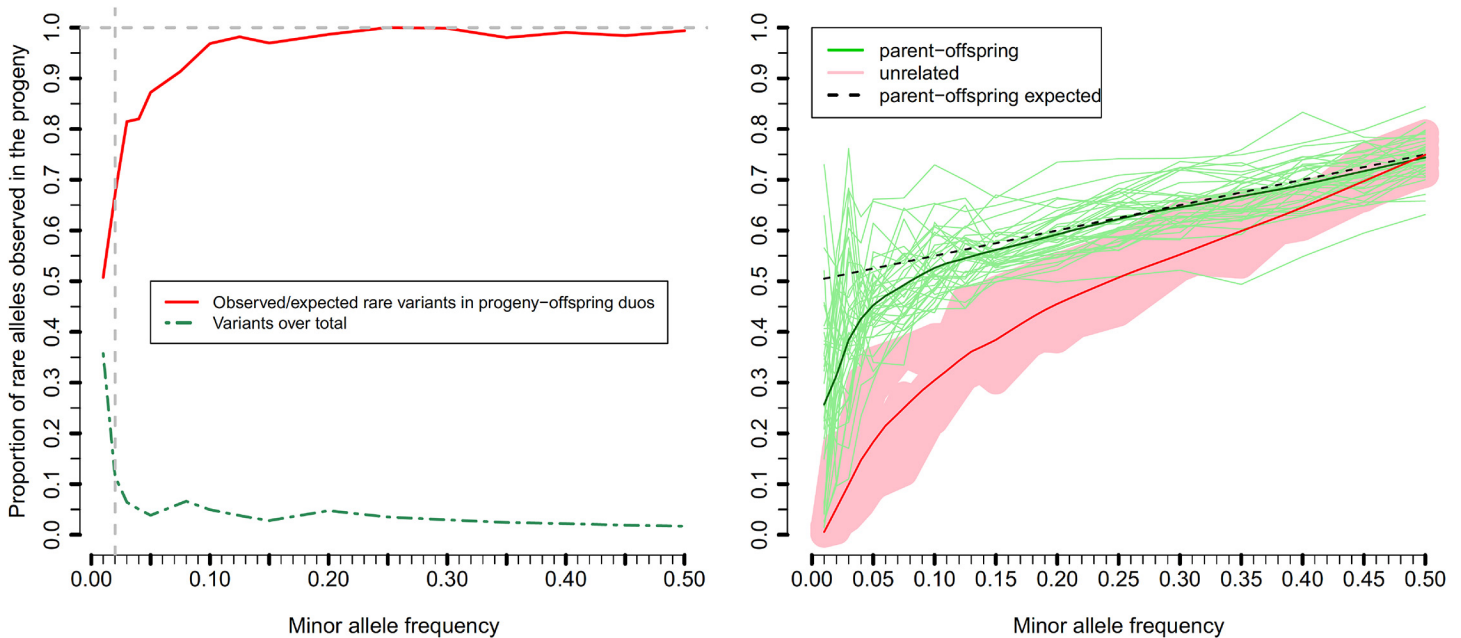 Proportion of rare alleles observed in the progeny
1.0
0.9
0.8
0.7
0.6
0.5
0.4
0.3
0.2
0.1
0.0
Observed/expected rare variants in progeny−offspring duos
Variants over total
0.00 0.10 0.20 0.30 0.40 0.50
Minor allele frequency
1.0
0.9
0.8
0.7
0.6
0.5
0.4
0.3
0.2
0.1
0.0
parent−offspring
unrelated
parent−offspring expected
0.00 0.05 0.10 0.15 0.20 0.25 0.30 0.35 0.40 0.45 0.50
Minor allele frequency